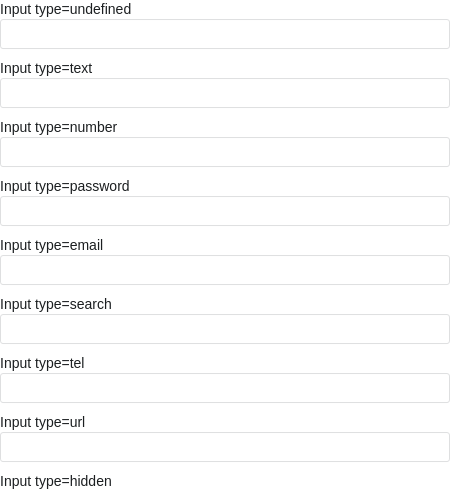 Input type=undefined
Input type=text
Input type=number
Input type=password
Input type=email
Input type=search
Input type=tel
Input type=url
Input type=hidden